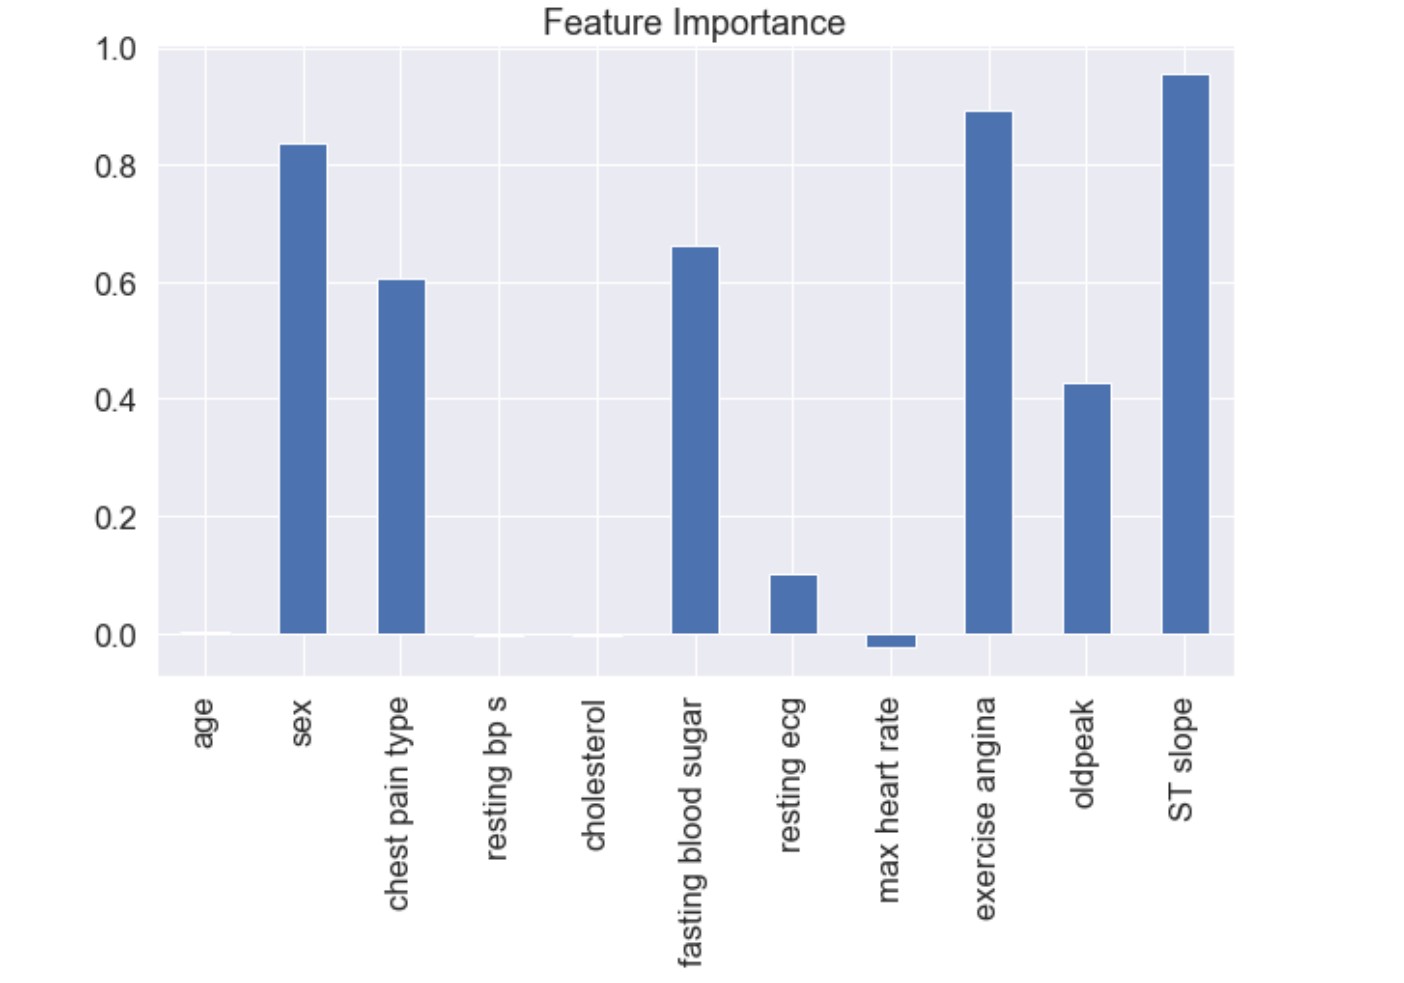 Feature Importance
1.0
0.8
0.6
0.4
0.2
0.0
age
sex
chest pain type
resting bp s
cholesterol
fasting blood sugar
resting ecg
max heart rate
exercise angina
oldpeak
ST slope